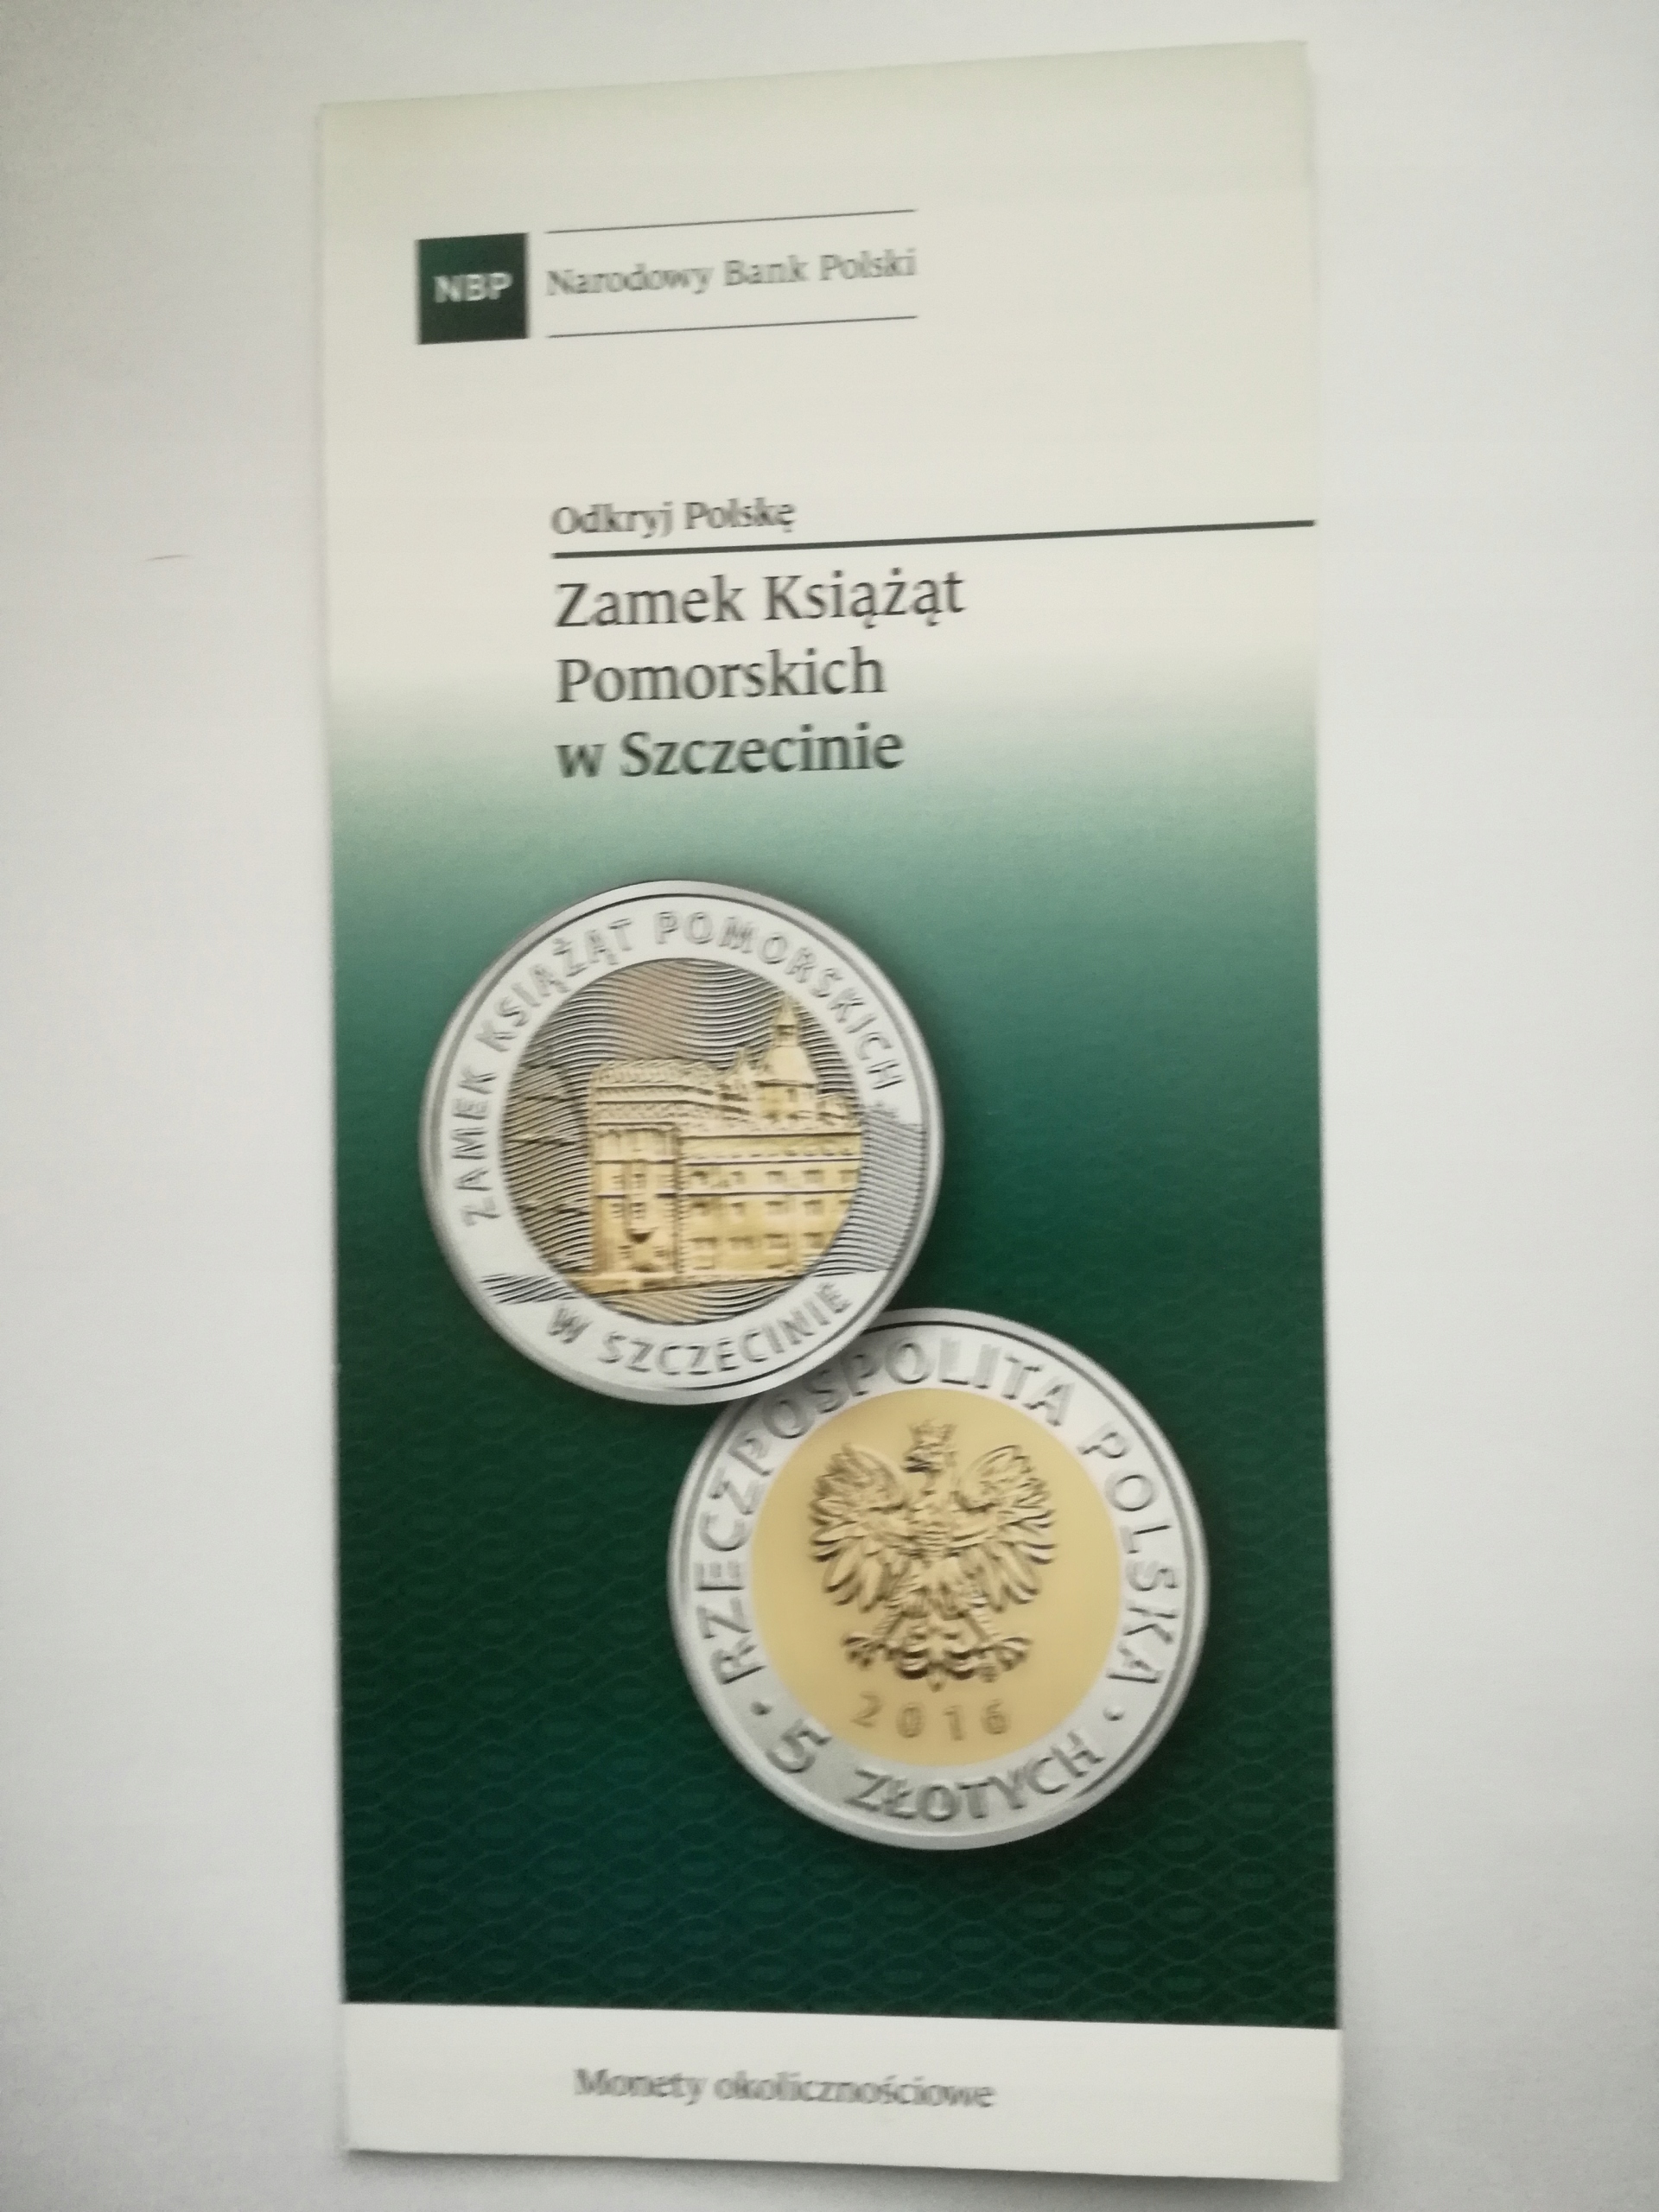 NBP
Narodowy Bank Polski
Odkryj Polskę
Zamek Książąt
Pomorskich
w Szczecinie
ZAMEK KSIĄŻĄT POMORSKICH
W SZCZECINIE
RZECZPOSPOLITA POLSKA
2016
5 ZŁOTYCH
Monety okolicznościowe